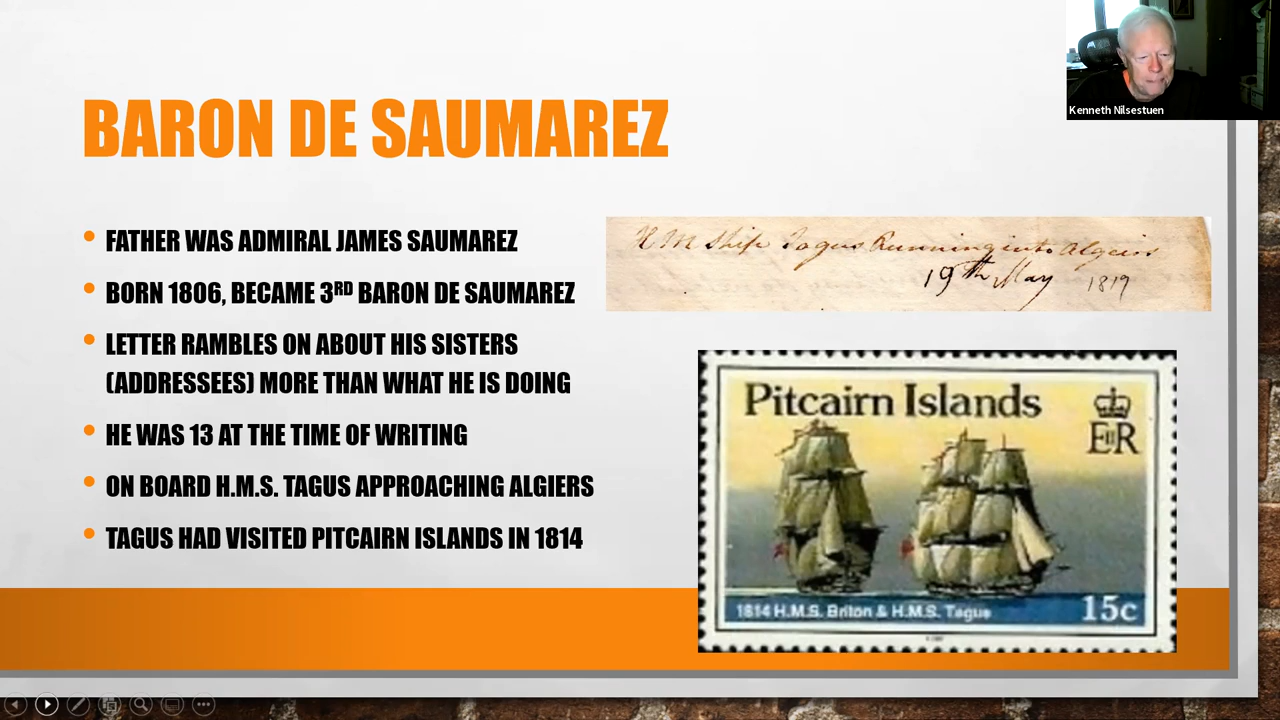 Kenneth Nilsestuen
BARON DE SAUMAREZ
• FATHER WAS ADMIRAL JAMES SAUMAREZ
• BORN 1806, BECAME 3RD BARON DE SAUMAREZ
• LETTER RAMBLES ON ABOUT HIS SISTERS
(ADDRESSEES) MORE THAN WHAT HE IS DOING
• HE WAS 13 AT THE TIME OF WRITING
• ON BOARD H.M.S. TAGUS APPROACHING ALGIERS
• TAGUS HAD VISITED PITCAIRN ISLANDS IN 1814
H M Ship Tagus Running into Algeirs
19th May 1819
Pitcairn Islands
EIIR
1814 H.M.S. Briton & H.M.S. Tagus
15c